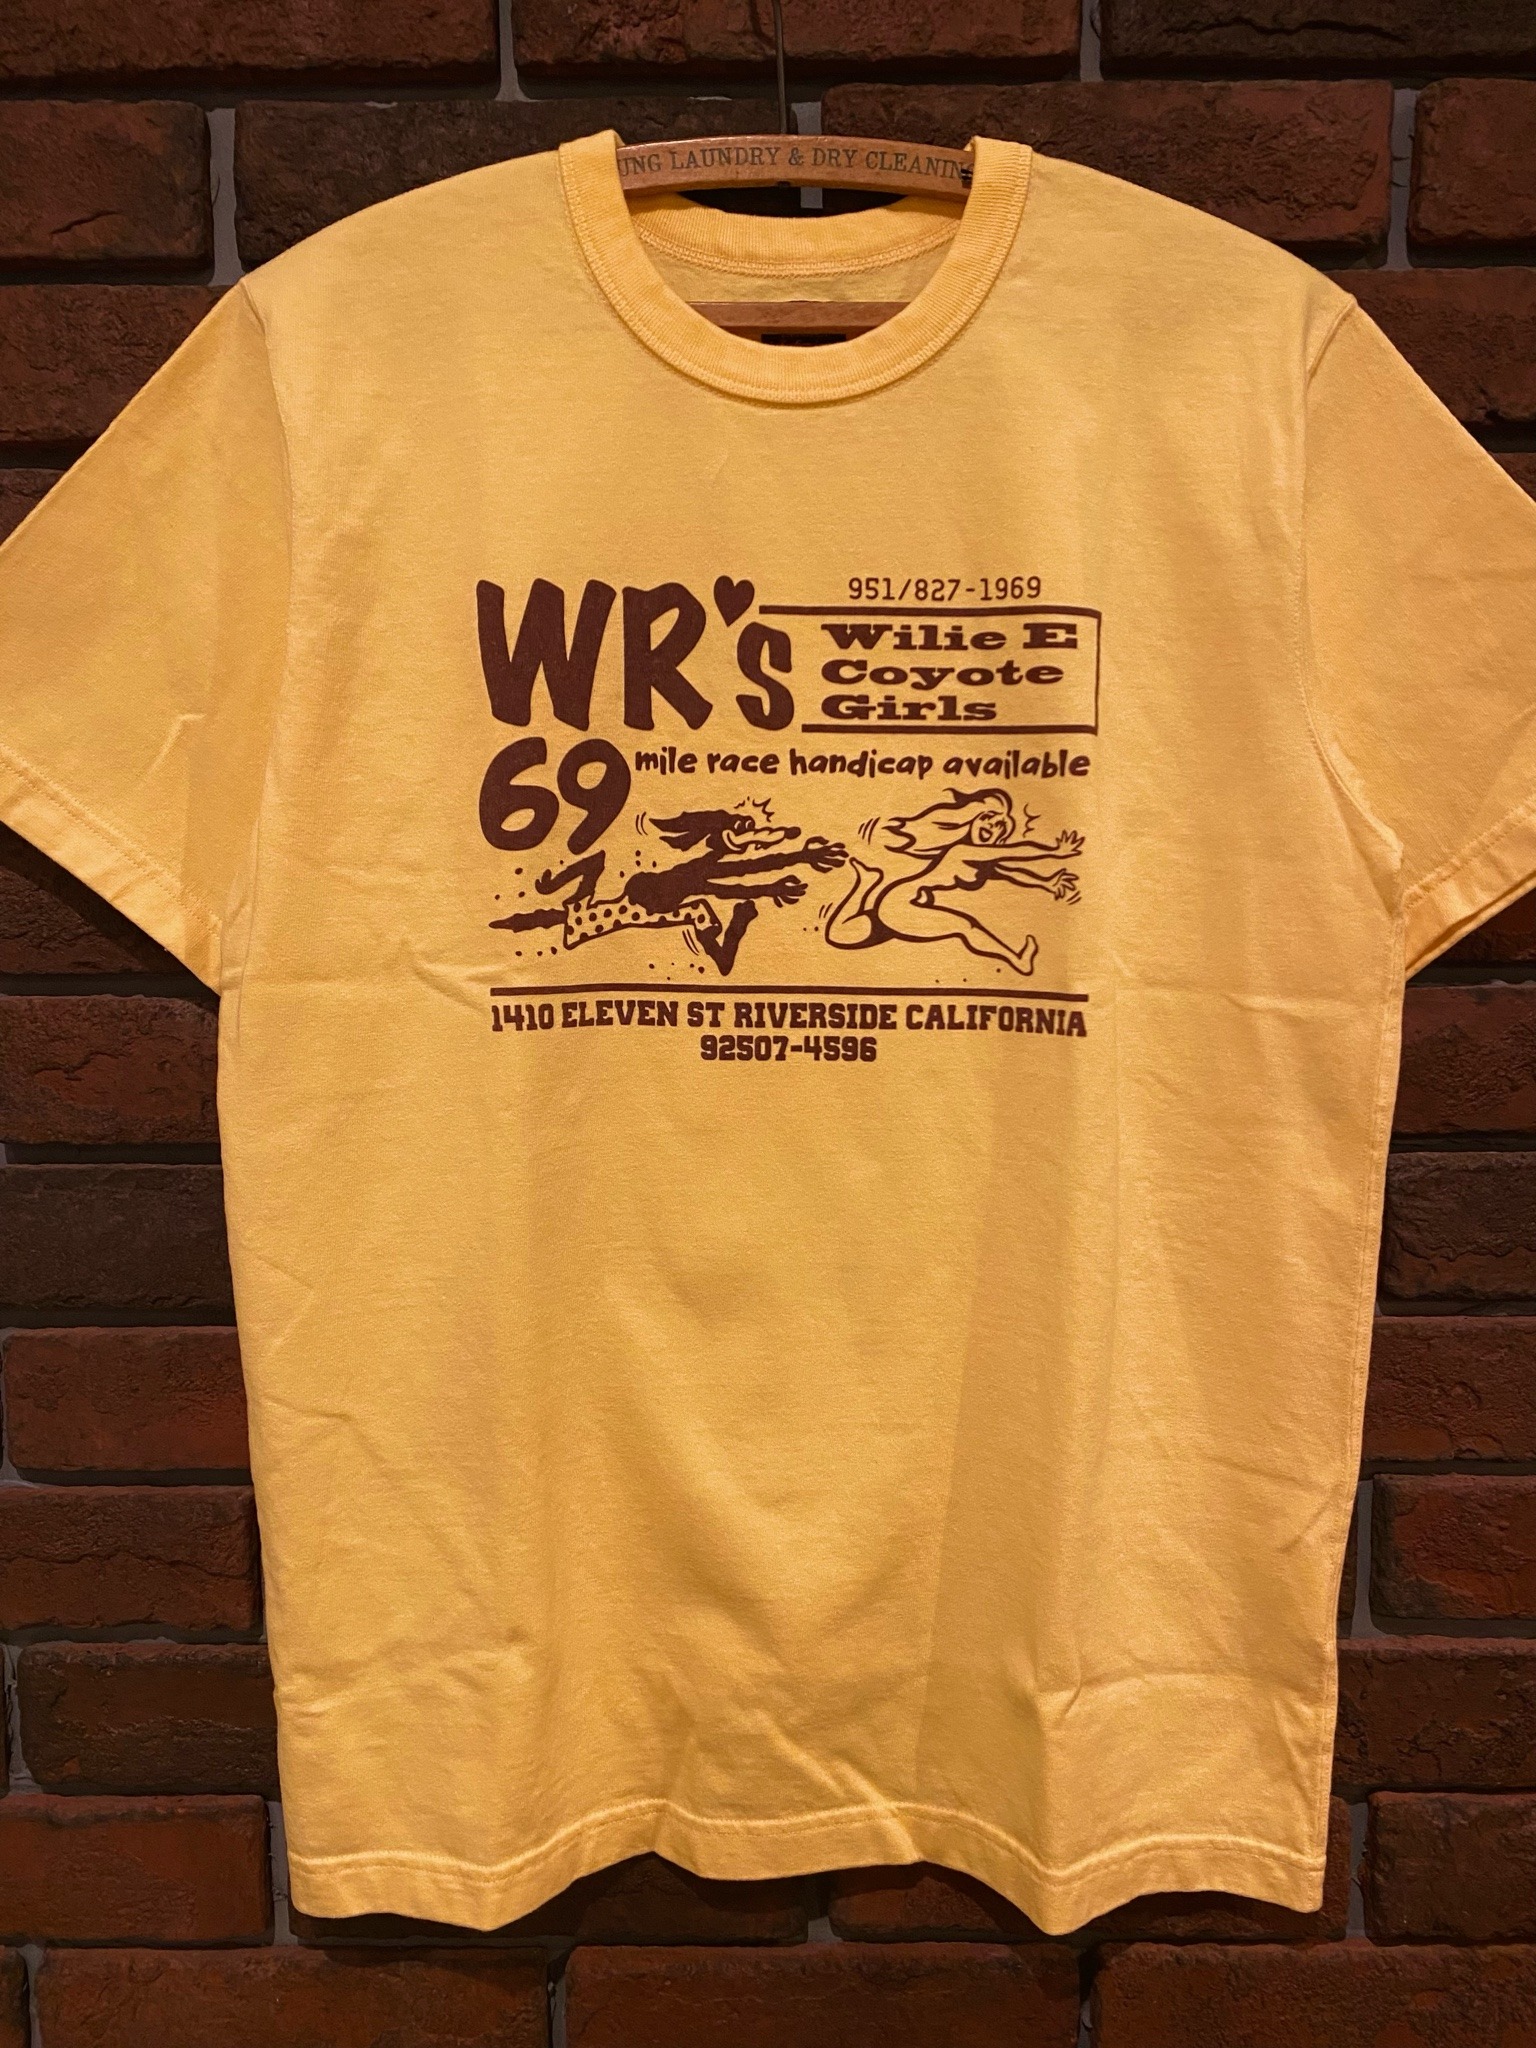 UNG LAUNDRY & DRY CLEANING
951/827-1969
WR's
Wilie E
Coyote
Girls
69 mile race handicap available
1410 ELEVEN ST RIVERSIDE CALIFORNIA
92507-4596